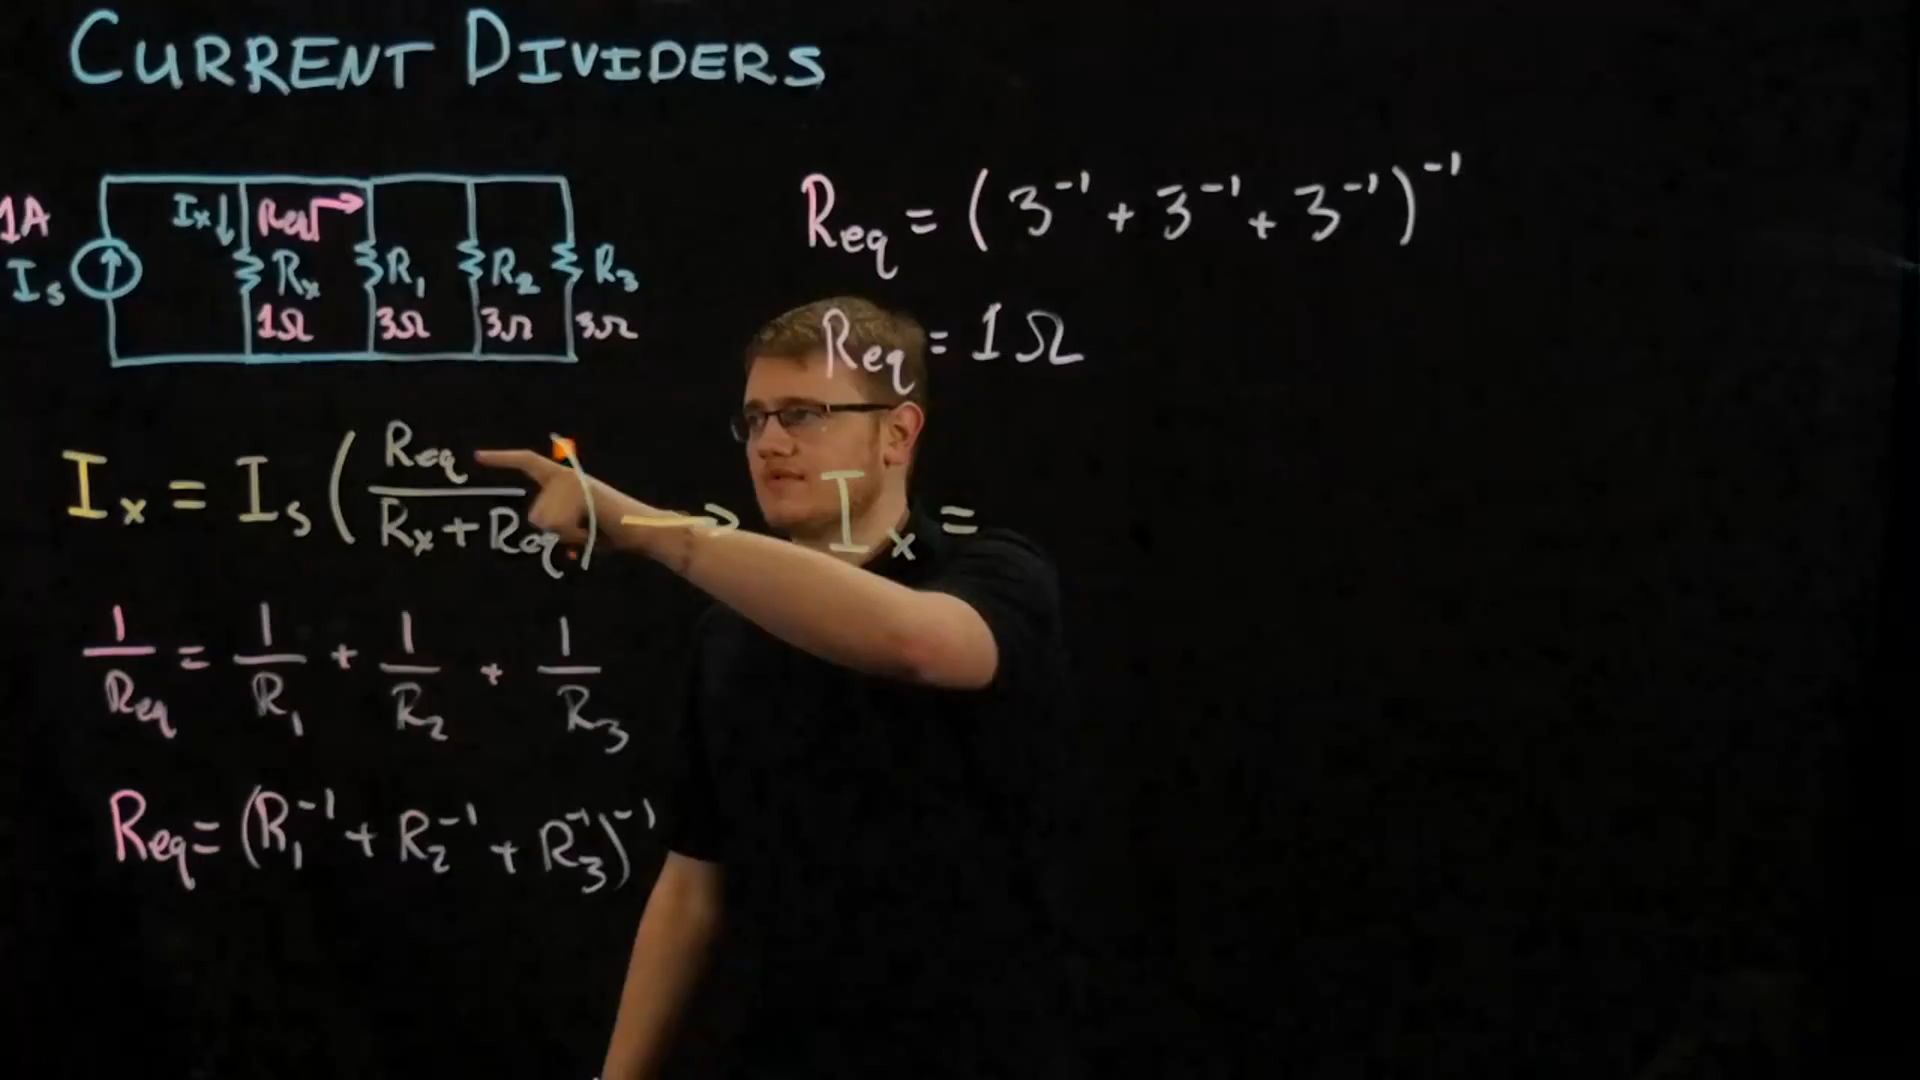 CURRENT DIVIDERS
1A
Is
Ix↓
Req
Rx
1Ω
R₁
3Ω
R₂
3Ω
R₃
3Ω
Ix = Is (Req / (Rx + Req)) → Ix =
1/Req = 1/R₁ + 1/R₂ + 1/R₃
Req = (R₁⁻¹ + R₂⁻¹ + R₃⁻¹)⁻¹
Req = (3⁻¹ + 3⁻¹ + 3⁻¹)⁻¹
Req = 1Ω